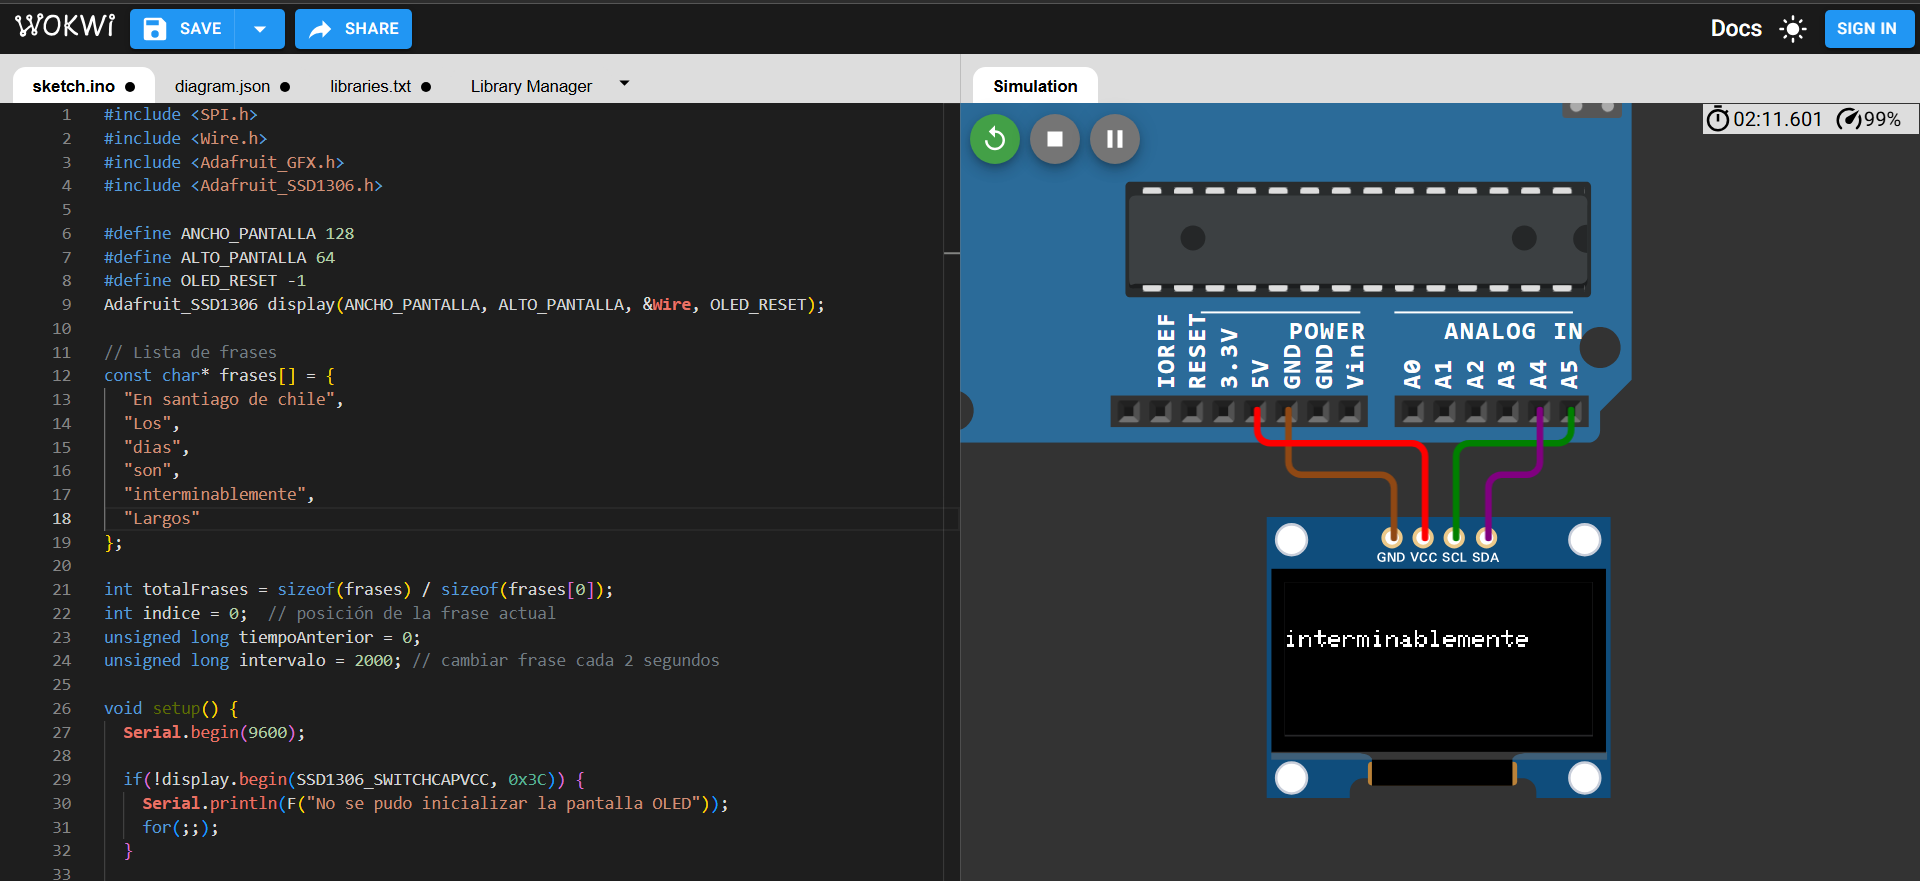 WOKWI SAVE SHARE Docs SIGN IN
sketch.ino diagram.json libraries.txt Library Manager Simulation
02:11.601 99%
1 #include <SPI.h>
2 #include <Wire.h>
3 #include <Adafruit_GFX.h>
4 #include <Adafruit_SSD1306.h>
5
6 #define ANCHO_PANTALLA 128
7 #define ALTO_PANTALLA 64
8 #define OLED_RESET -1
9 Adafruit_SSD1306 display(ANCHO_PANTALLA, ALTO_PANTALLA, &Wire, OLED_RESET);
10
11 // Lista de frases
12 const char* frases[] = {
13 "En santiago de chile",
14 "Los",
15 "dias",
16 "son",
17 "interminablemente",
18 "Largos"
19 };
20
21 int totalFrases = sizeof(frases) / sizeof(frases[0]);
22 int indice = 0; // posición de la frase actual
23 unsigned long tiempoAnterior = 0;
24 unsigned long intervalo = 2000; // cambiar frase cada 2 segundos
25
26 void setup() {
27 Serial.begin(9600);
28
29 if(!display.begin(SSD1306_SWITCHCAPVCC, 0x3C)) {
30 Serial.println(F("No se pudo inicializar la pantalla OLED"));
31 for(;;);
32 }
33
POWER ANALOG IN
IOREF RESET 3.3V 5V GND GND Vin A0 A1 A2 A3 A4 A5
GND VCC SCL SDA
interminablemente